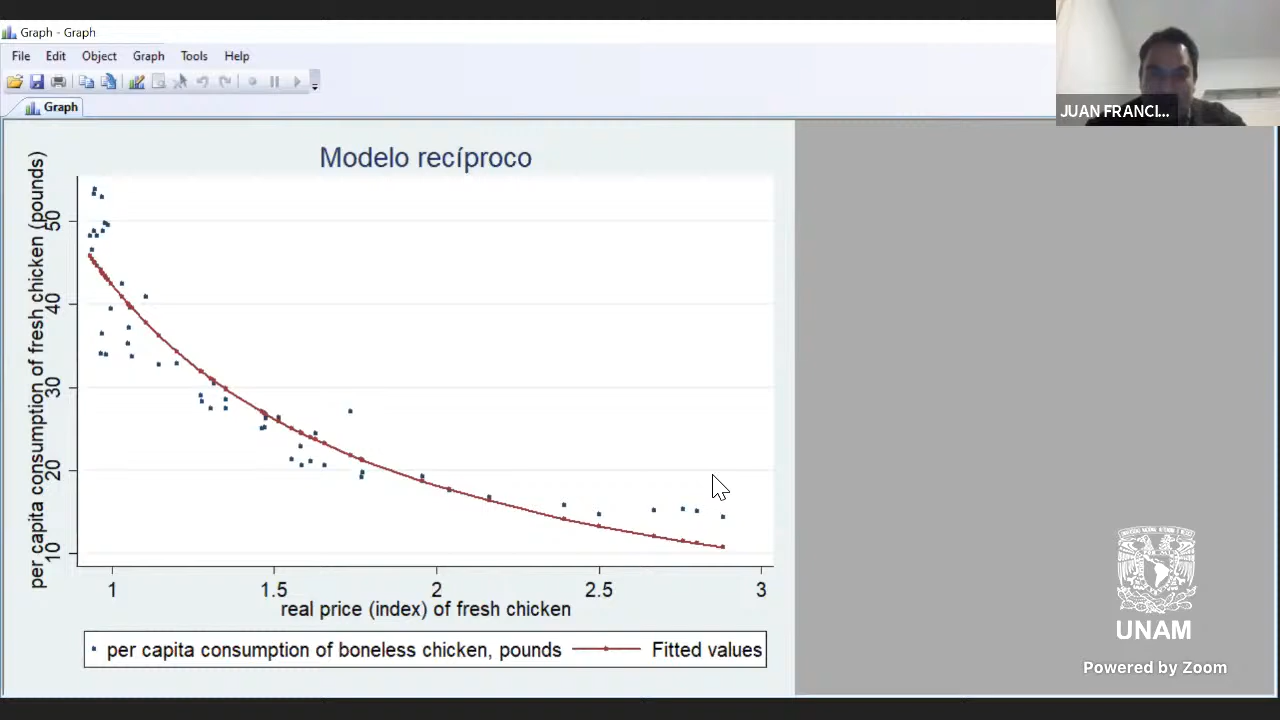 Graph - Graph
File Edit Object Graph Tools Help
Graph
JUAN FRANCI...
Modelo recíproco
per capita consumption of fresh chicken (pounds)
50
40
30
20
10
1 1.5 2 2.5 3
real price (index) of fresh chicken
per capita consumption of boneless chicken, pounds Fitted values
UNAM
Powered by Zoom